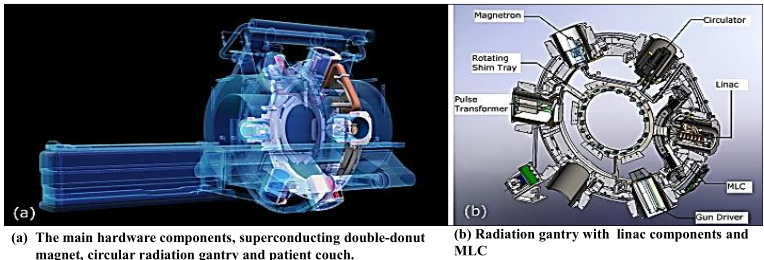 Magnetron
Circulator
Rotating
Shim Tray
Linac
Pulse
Transformer
MLC
Gun Driver
(a)
(b)
(a) The main hardware components, superconducting double-donut
magnet, circular radiation gantry and patient couch.
(b) Radiation gantry with linac components and
MLC